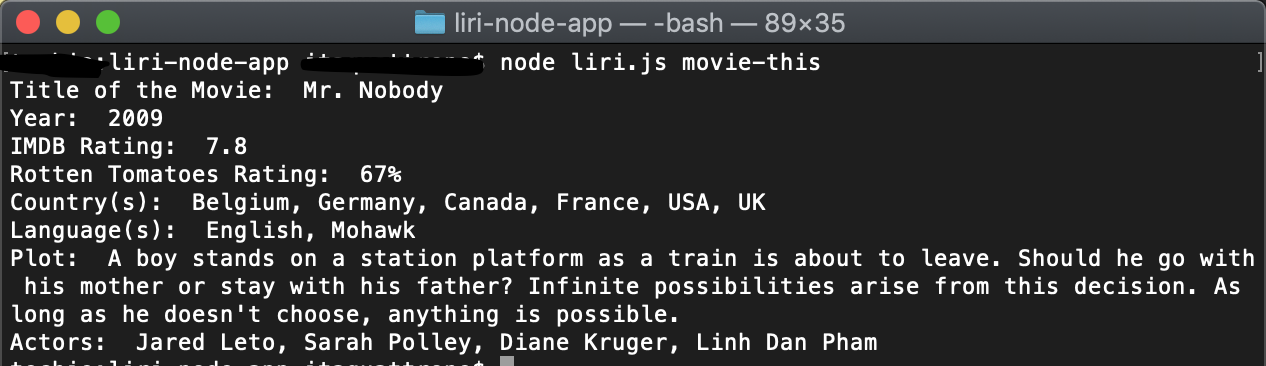 liri-node-app — -bash — 89×35
:liri-node-app $ node liri.js movie-this
Title of the Movie:  Mr. Nobody
Year:  2009
IMDB Rating:  7.8
Rotten Tomatoes Rating:  67%
Country(s):  Belgium, Germany, Canada, France, USA, UK
Language(s):  English, Mohawk
Plot:  A boy stands on a station platform as a train is about to leave. Should he go with
his mother or stay with his father? Infinite possibilities arise from this decision. As
long as he doesn't choose, anything is possible.
Actors:  Jared Leto, Sarah Polley, Diane Kruger, Linh Dan Pham